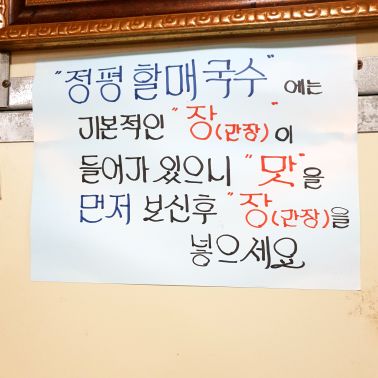 "정평 할매 국수" 에는
기본적인 "장(간장)"이
들어가 있으니 "맛"을
먼저 보신후 "장(간장)을
넣으세요